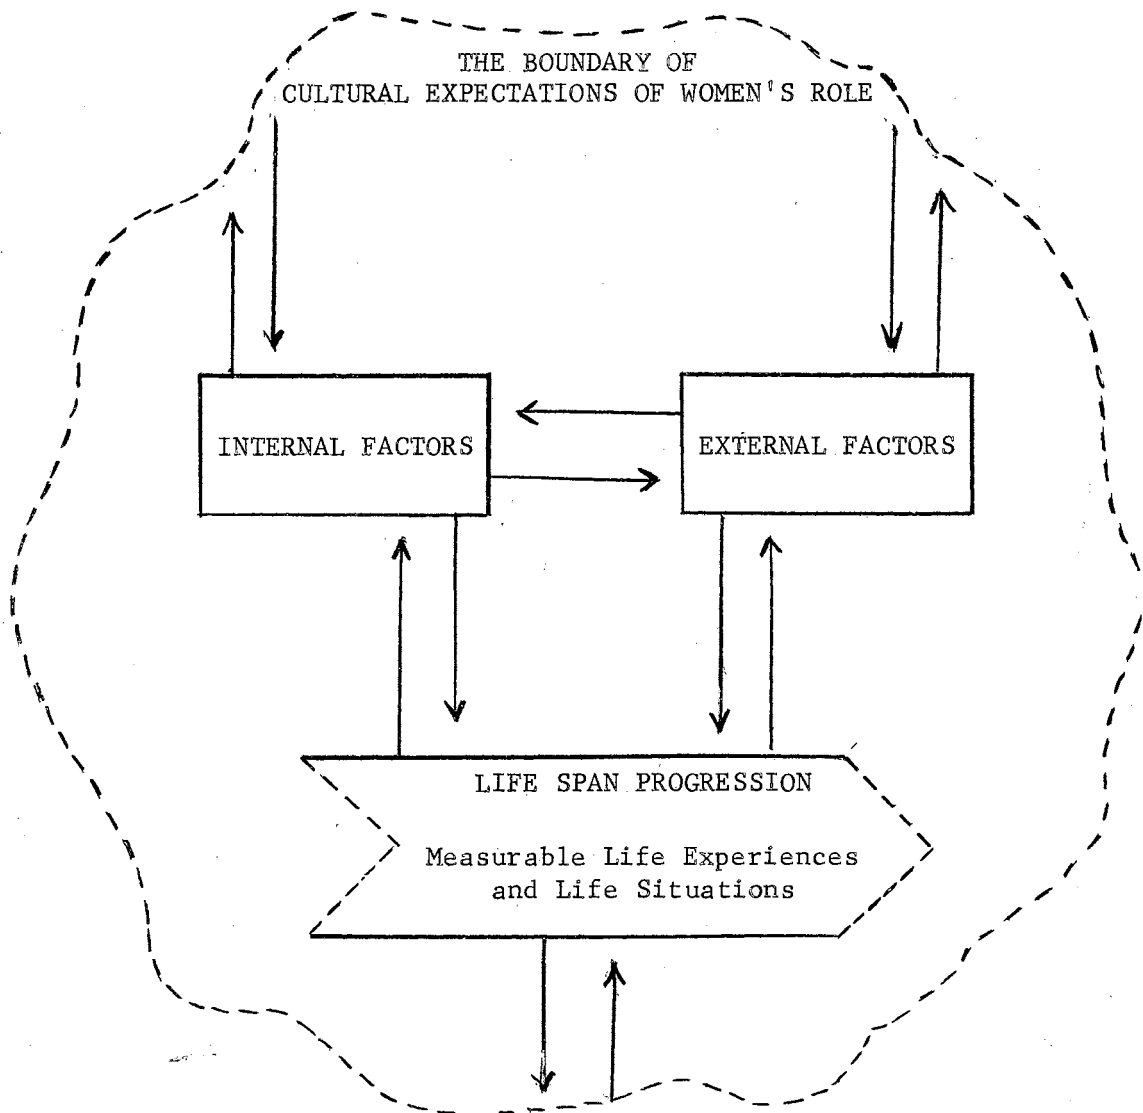 THE BOUNDARY OF
CULTURAL EXPECTATIONS OF WOMEN'S ROLE
INTERNAL FACTORS
EXTERNAL FACTORS
LIFE SPAN PROGRESSION
Measurable Life Experiences
and Life Situations